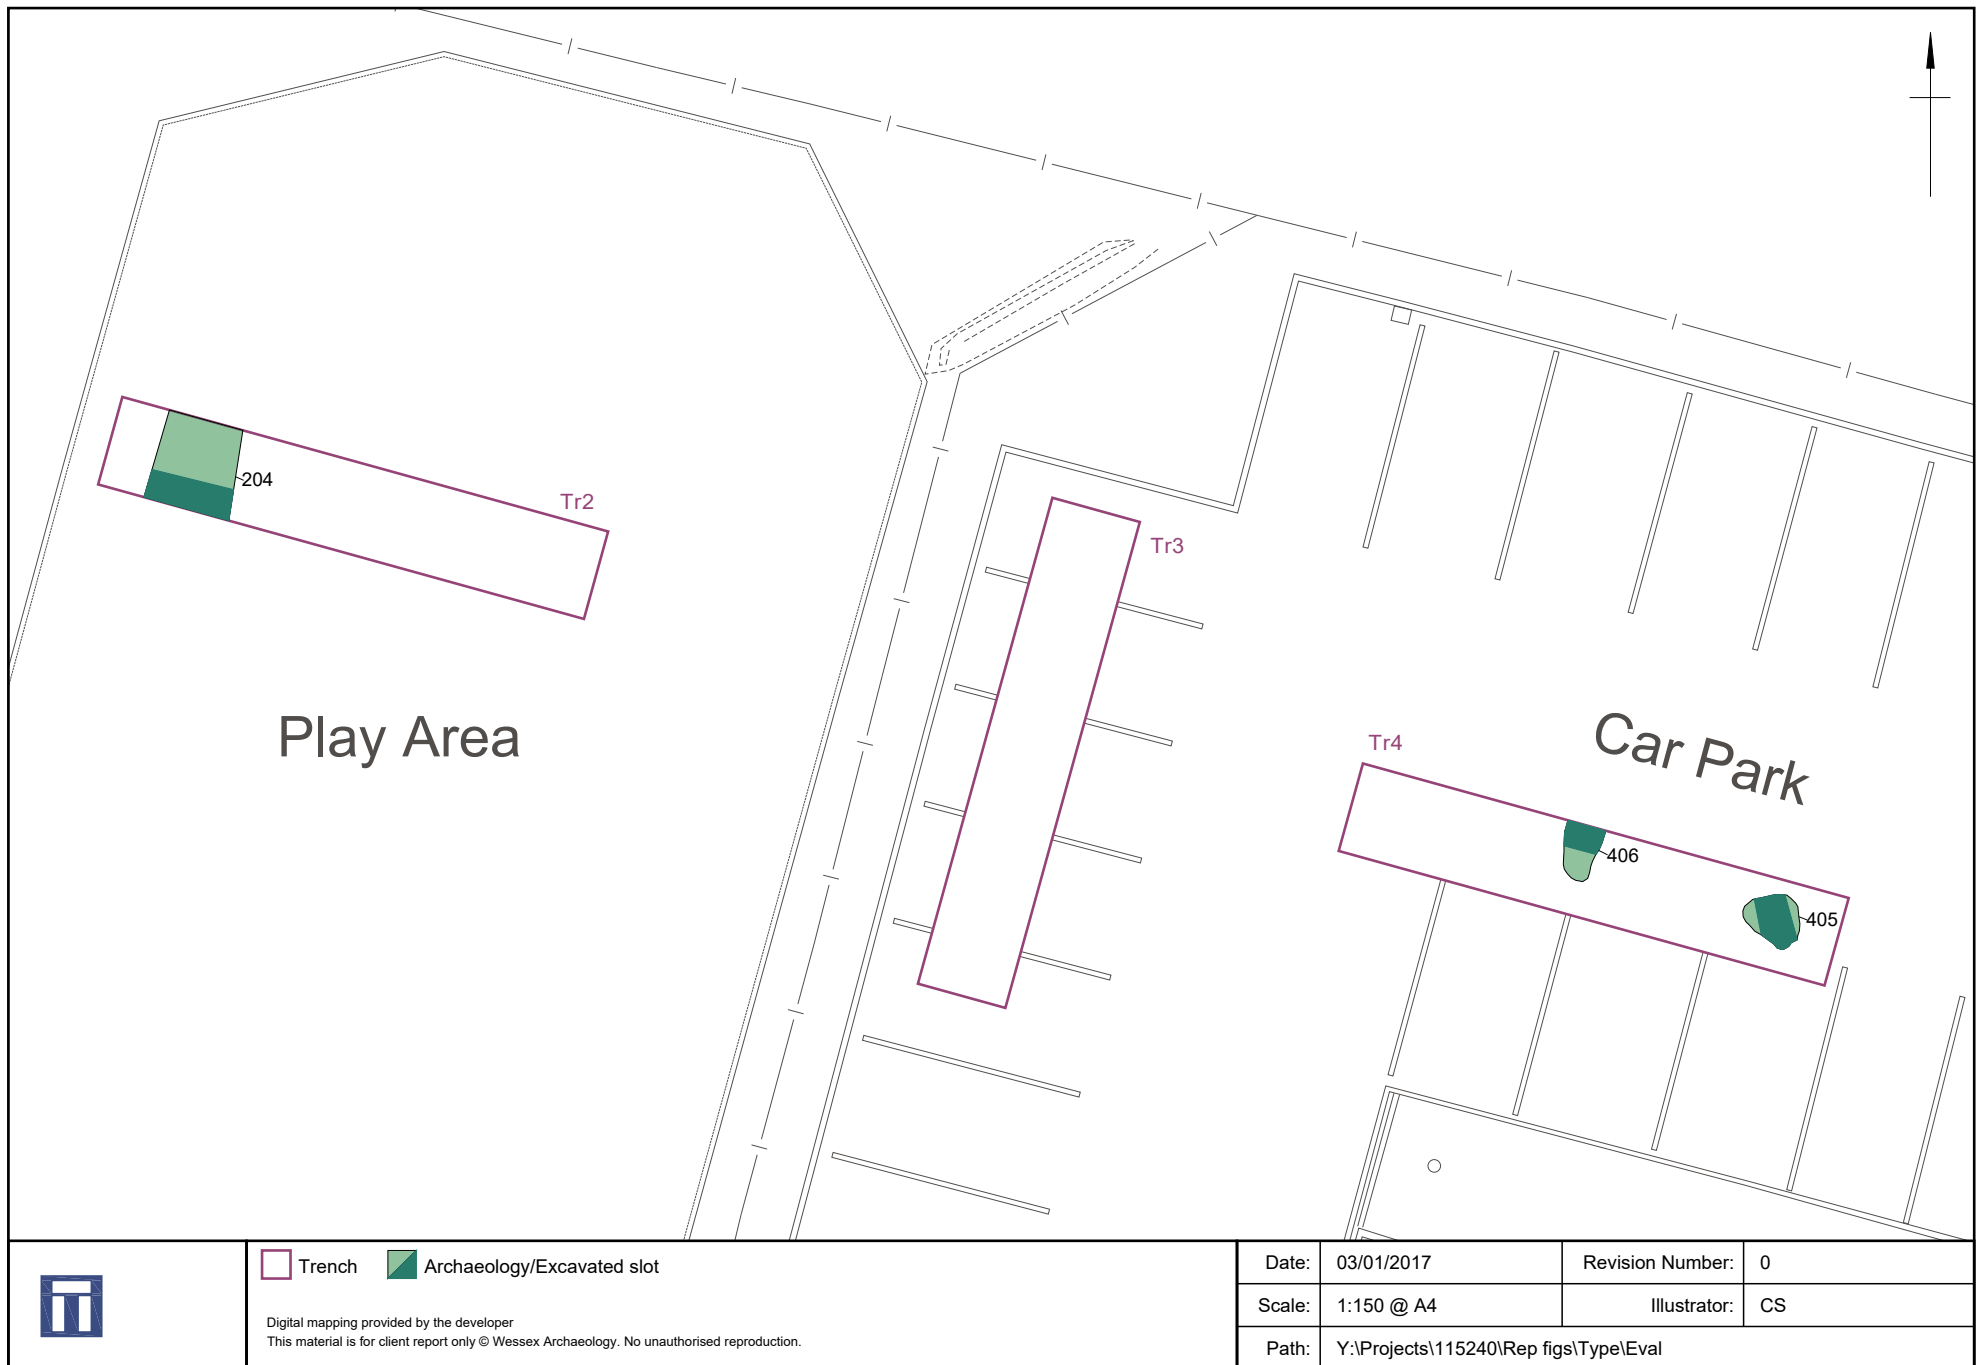 204
Tr2
Tr3
Play Area
Car Park
Tr4
406
405
Trench
Archaeology/Excavated slot
Digital mapping provided by the developer
This material is for client report only © Wessex Archaeology. No unauthorised reproduction.
Date: 03/01/2017 Revision Number: 0
Scale: 1:150 @ A4 Illustrator: CS
Path: Y:\Projects\115240\Rep figs\Type\Eval